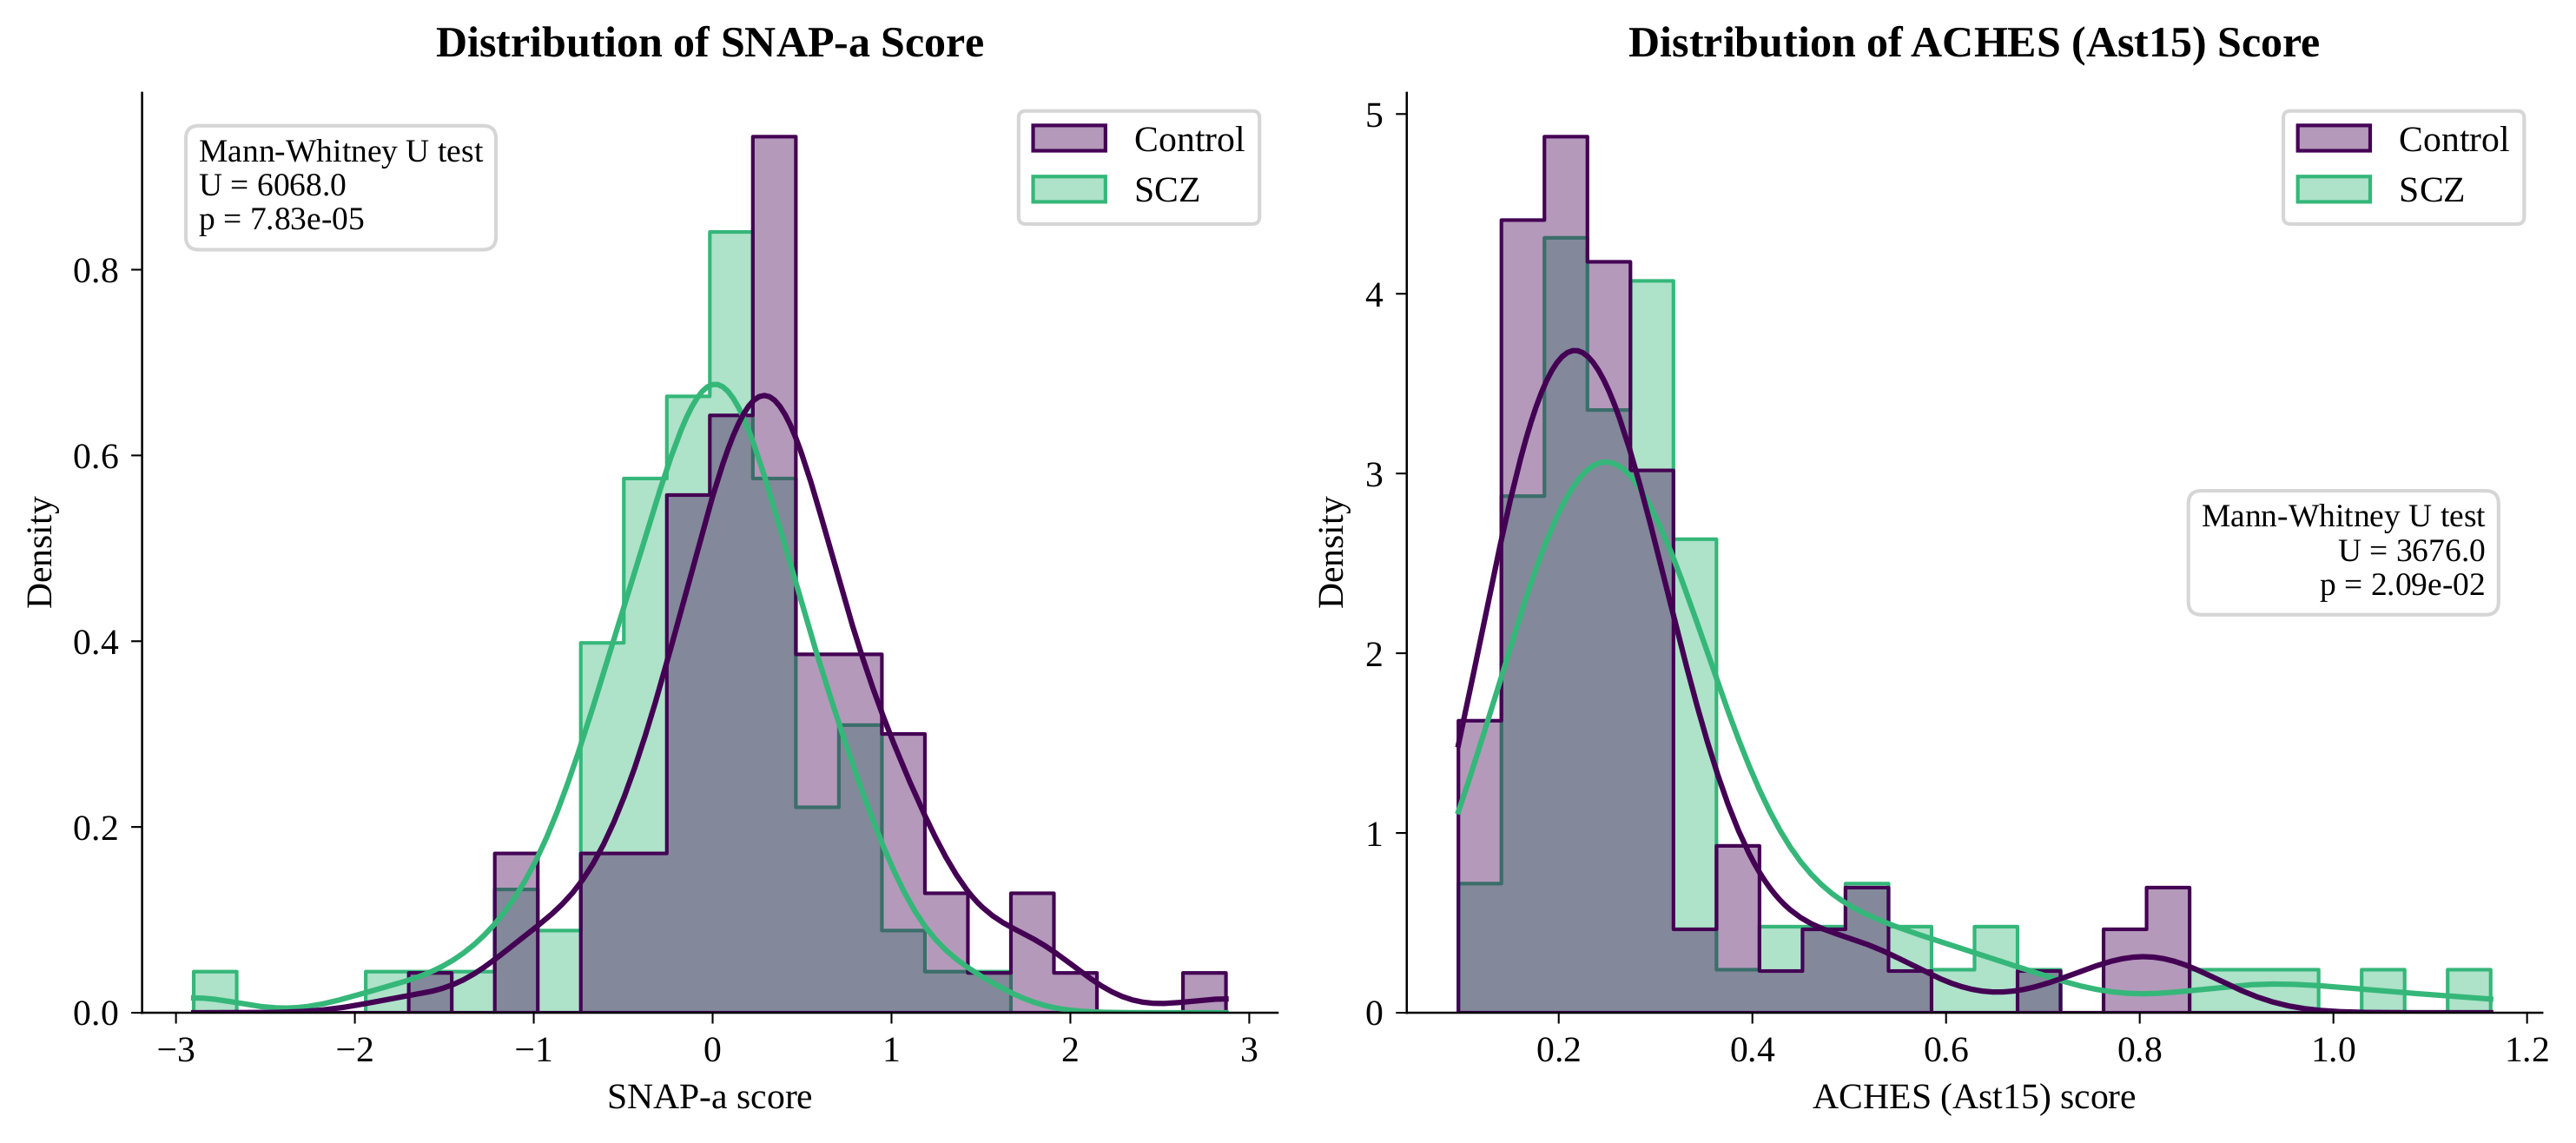 Distribution of SNAP-a Score
Mann-Whitney U test
U = 6068.0
p = 7.83e-05
Control
SCZ
Density
0.8
0.6
0.4
0.2
0.0
−3 −2 −1 0 1 2 3
SNAP-a score
Distribution of ACHES (Ast15) Score
Control
SCZ
Mann-Whitney U test
U = 3676.0
p = 2.09e-02
Density
5
4
3
2
1
0
0.2 0.4 0.6 0.8 1.0 1.2
ACHES (Ast15) score